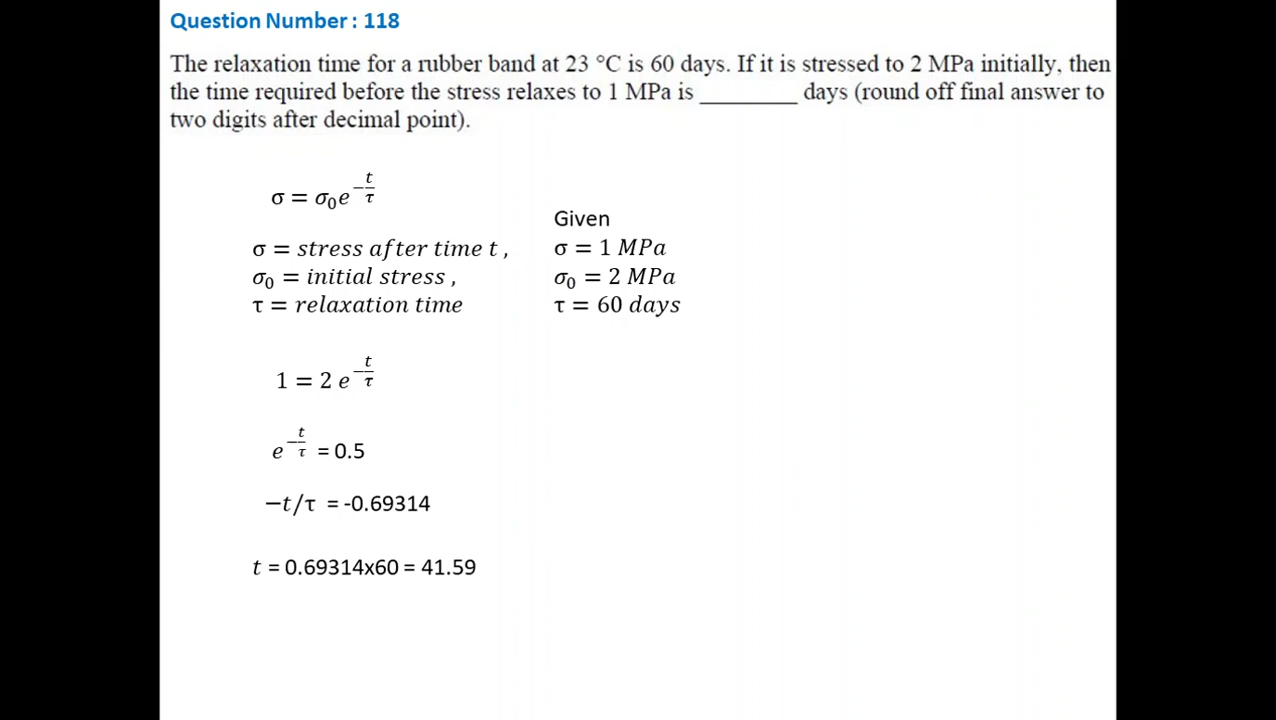 Question Number : 118
The relaxation time for a rubber band at 23 °C is 60 days. If it is stressed to 2 MPa initially, then
the time required before the stress relaxes to 1 MPa is ________ days (round off final answer to
two digits after decimal point).
σ = σ₀e^(−t/τ)
Given
σ = stress after time t ,
σ = 1 MPa
σ₀ = initial stress ,
σ₀ = 2 MPa
τ = relaxation time
τ = 60 days
1 = 2 e^(−t/τ)
e^(−t/τ) = 0.5
−t/τ = -0.69314
t = 0.69314x60 = 41.59